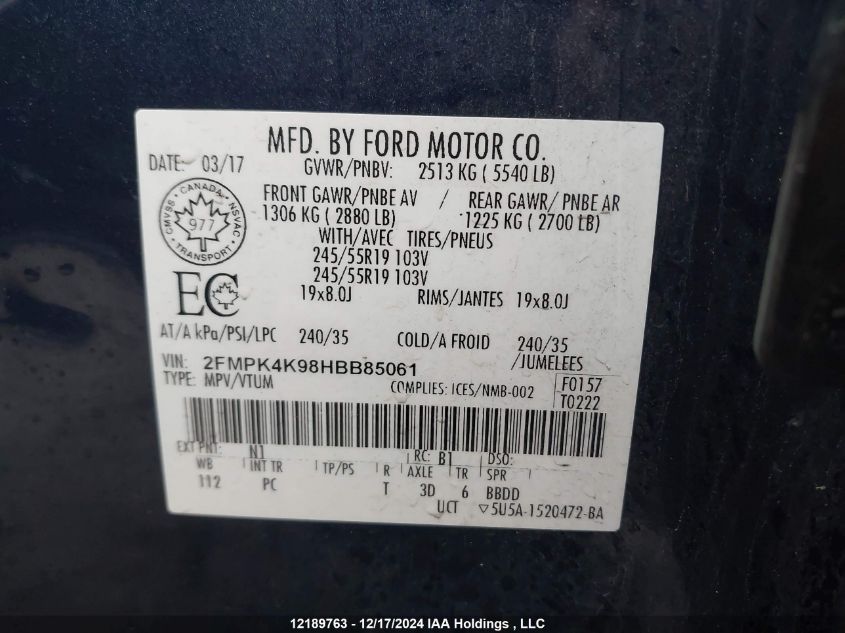 MFD. BY FORD MOTOR CO.
DATE: 03/17
GVWR/PNBV: 2513 KG ( 5540 LB)
FRONT GAWR/PNBE AV / REAR GAWR/ PNBE AR
1306 KG ( 2880 LB) 1225 KG ( 2700 LB)
WITH/AVEC TIRES/PNEUS
245/55R19 103V
245/55R19 103V
19x8.0J RIMS/JANTES 19x8.0J
CANADA
CMVSS NSVAC
977
TRANSPORT
EC
AT/A kPa/PSI/LPC 240/35 COLD/A FROID 240/35
/JUMELEES
VIN: 2FMPK4K98HBB85061
TYPE: MPV/VTUM
COMPLIES: ICES/NMB-002
F0157
T0222
EXT PNT: N1 RC: B1 DSO:
WB INT TR TP/PS R AXLE TR SPR
112 PC T 3D 6 BBDD
UCT ▽5U5A-1520472-BA
12189763 - 12/17/2024 IAA Holdings , LLC